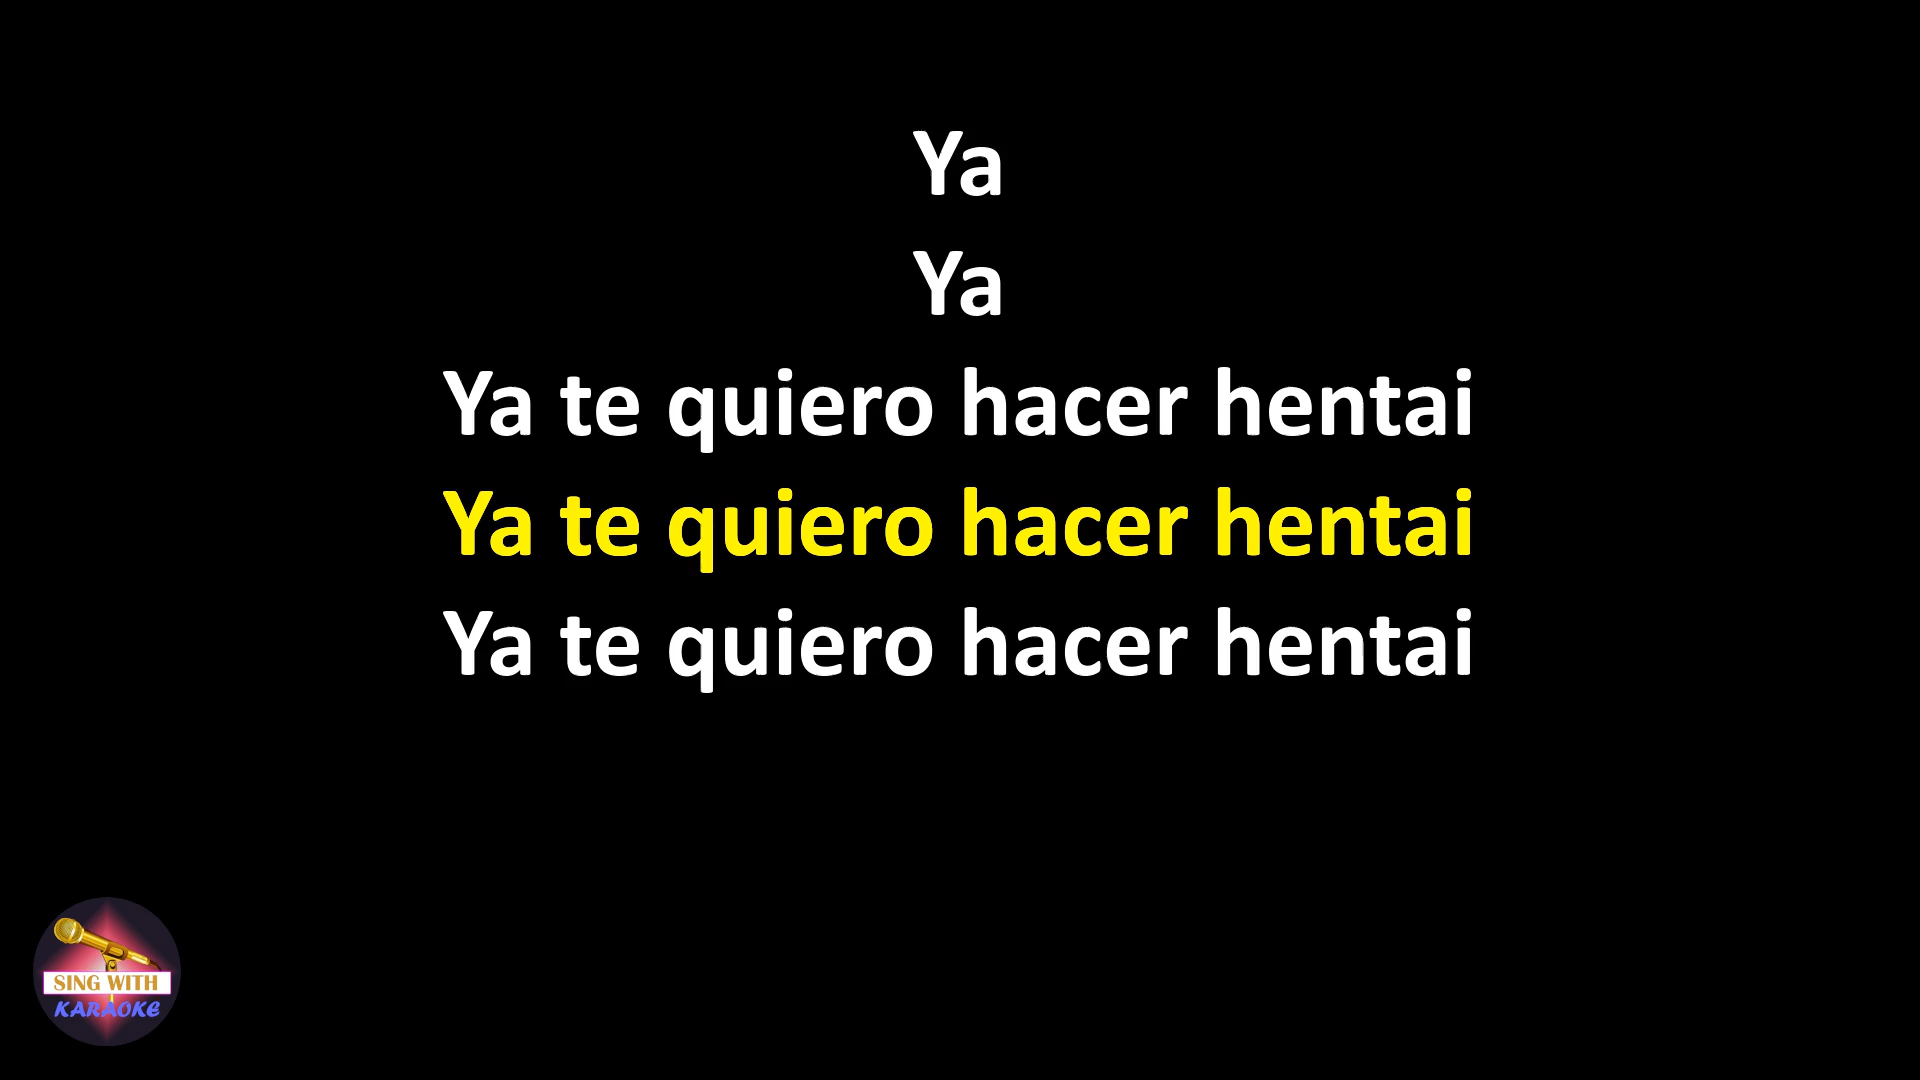 Ya
Ya
Ya te quiero hacer hentai
Ya te quiero hacer hentai
Ya te quiero hacer hentai
SING WITH
KARAOKE